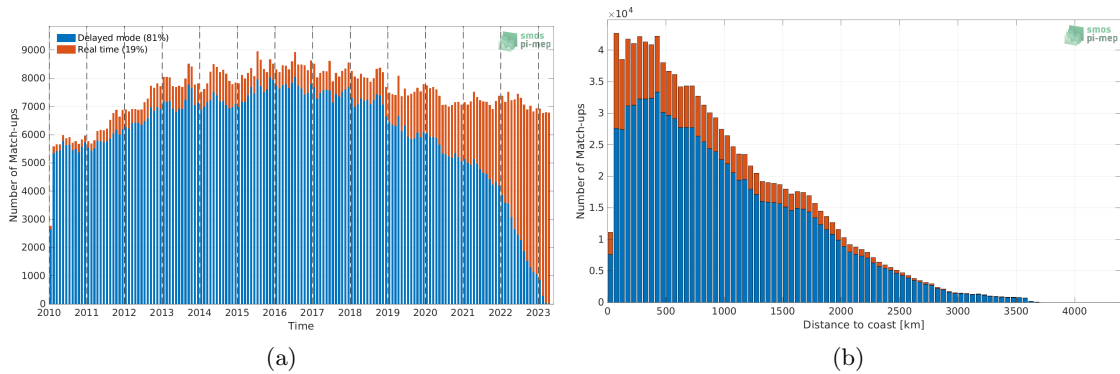 Delayed mode (81%)
Real time (19%)
smos
pi-mep
Number of Match-ups
9000
8000
7000
6000
5000
4000
3000
2000
1000
0
2010 2011 2012 2013 2014 2015 2016 2017 2018 2019 2020 2021 2022 2023
Time
(a)
×10⁴
smos
pi-mep
Number of Match-ups
4
3.5
3
2.5
2
1.5
1
0.5
0
0 500 1000 1500 2000 2500 3000 3500 4000
Distance to coast [km]
(b)